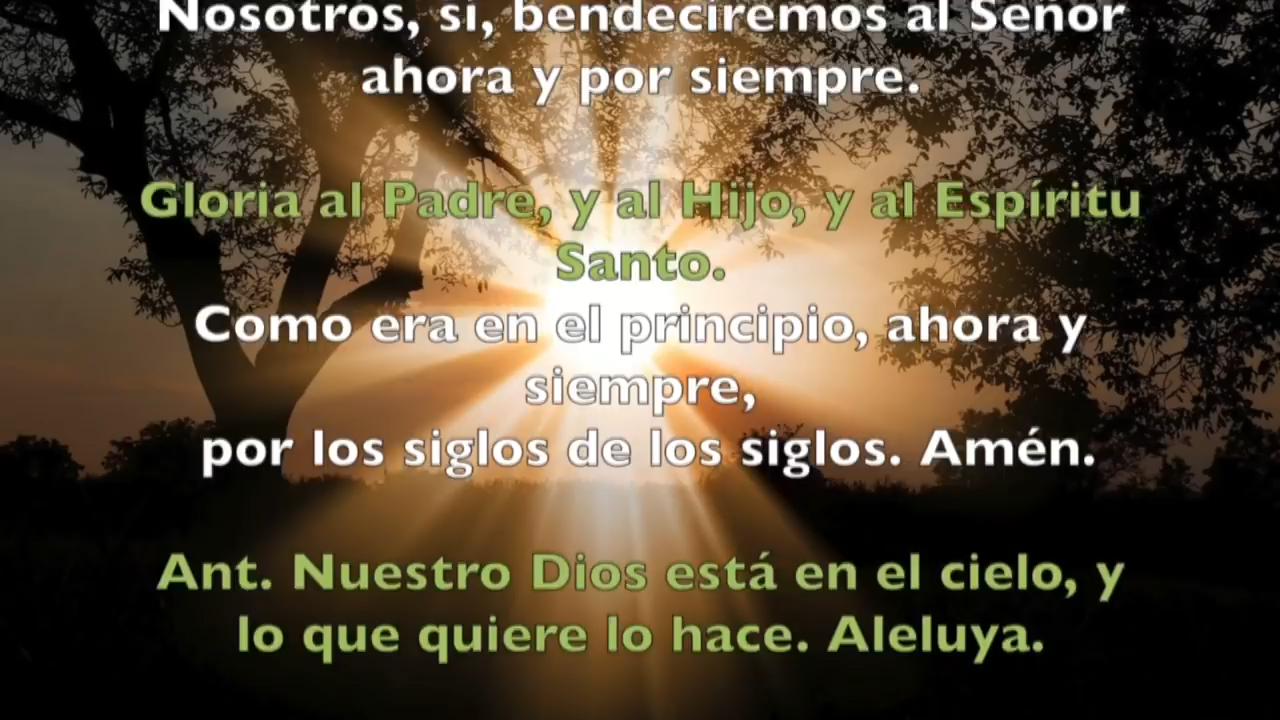 Nosotros, sí, bendeciremos al Señor
ahora y por siempre.
Gloria al Padre, y al Hijo, y al Espíritu
Santo.
Como era en el principio, ahora y
siempre,
por los siglos de los siglos. Amén.
Ant. Nuestro Dios está en el cielo, y
lo que quiere lo hace. Aleluya.